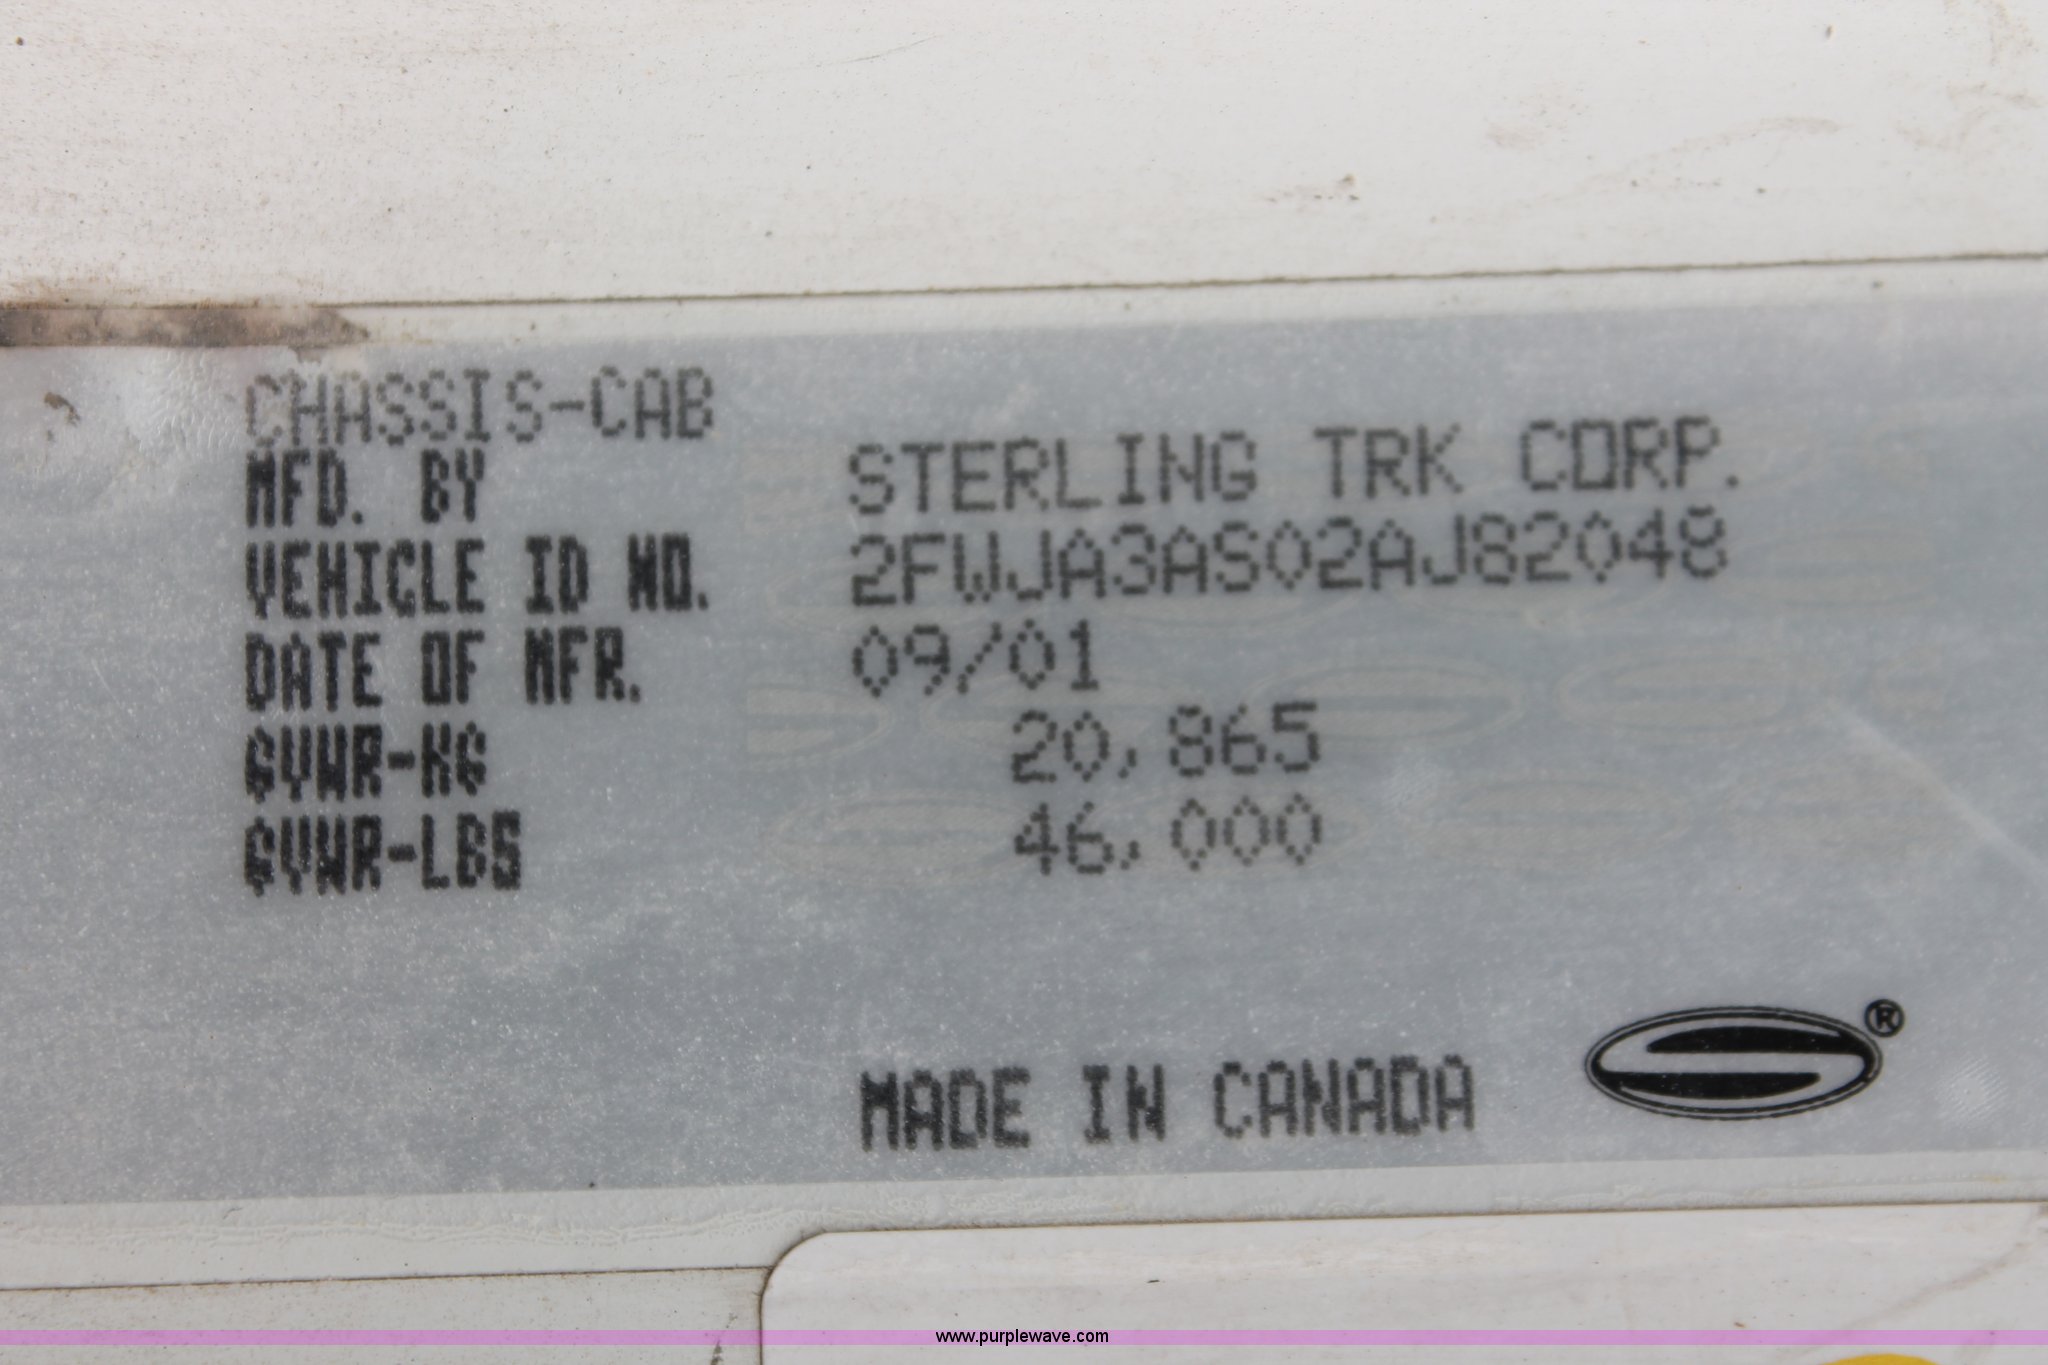 CHASSIS-CAB
MFD. BY STERLING TRK CORP.
VEHICLE ID NO. 2FWJA3AS02AJ82048
DATE OF MFR. 09/01
GVWR-KG 20,865
GVWR-LBS 46,000
MADE IN CANADA
®
www.purplewave.com